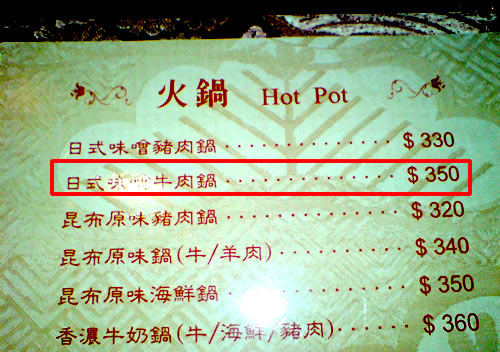 火鍋 Hot Pot
日式味噌豬肉鍋 ············ $ 330
日式味噌牛肉鍋 ············ $ 350
昆布原味豬肉鍋 ············ $ 320
昆布原味鍋(牛/羊肉) ········ $ 340
昆布原味海鮮鍋 ············ $ 350
香濃牛奶鍋(牛/海鮮/豬肉) ······ $ 360